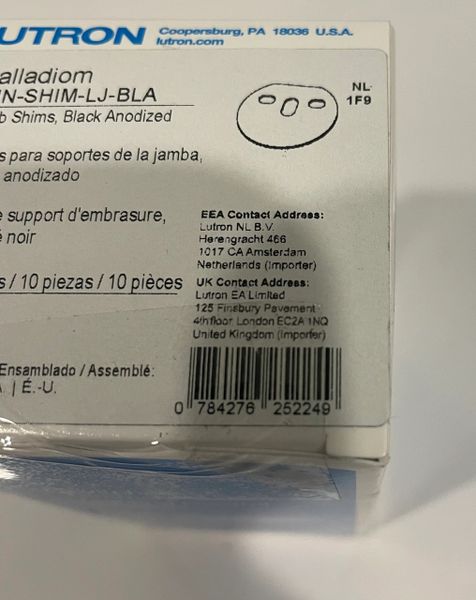 UTRON Coopersburg, PA 18036 U.S.A.
lutron.com
alladiom
N-SHIM-LJ-BLA
b Shims, Black Anodized
NL
1F9
s para soportes de la jamba,
anodizado
e support d'embrasure,
é noir
s / 10 piezas / 10 pièces
EEA Contact Address:
Lutron NL B.V.
Herengracht 466
1017 CA Amsterdam
Netherlands (Importer)
UK Contact Address:
Lutron EA Limited
125 Finsbury Pavement
4th floor London EC2A 1NQ
United Kingdom (Importer)
Ensamblado / Assemblé:
| É.-U.
0 784276 252249